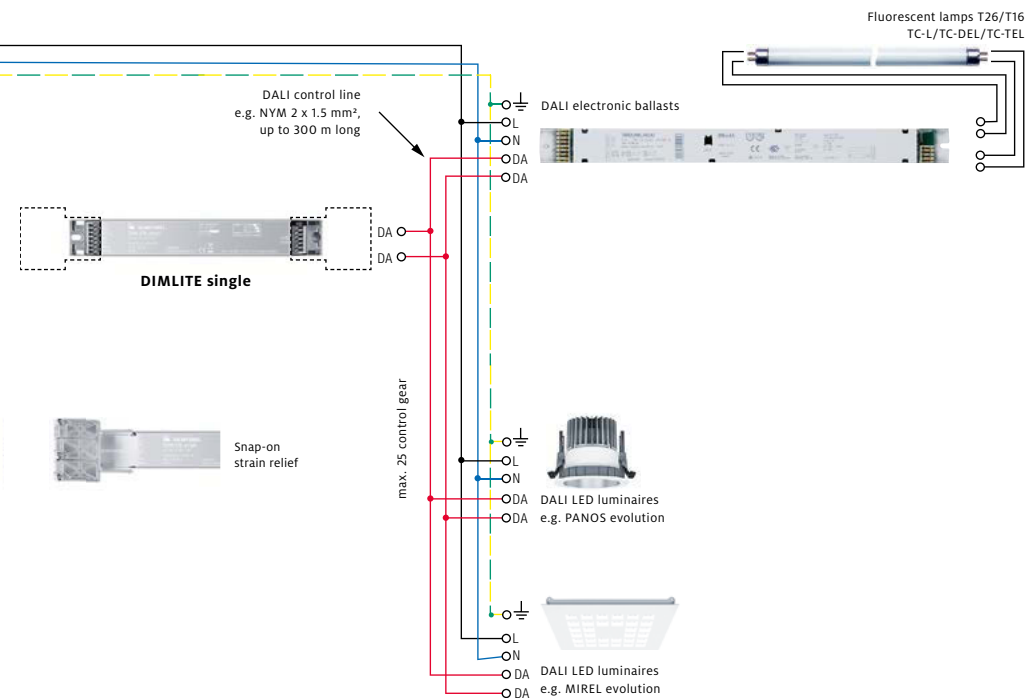 Fluorescent lamps T26/T16
TC-L/TC-DEL/TC-TEL
DALI control line
e.g. NYM 2 x 1.5 mm²,
up to 300 m long
DALI electronic ballasts
L
N
DA
DA
DA
DA
DIMLITE single
max. 25 control gear
Snap-on
strain relief
L
N
DA
DA
DALI LED luminaires
e.g. PANOS evolution
L
N
DA
DA
DALI LED luminaires
e.g. MIREL evolution